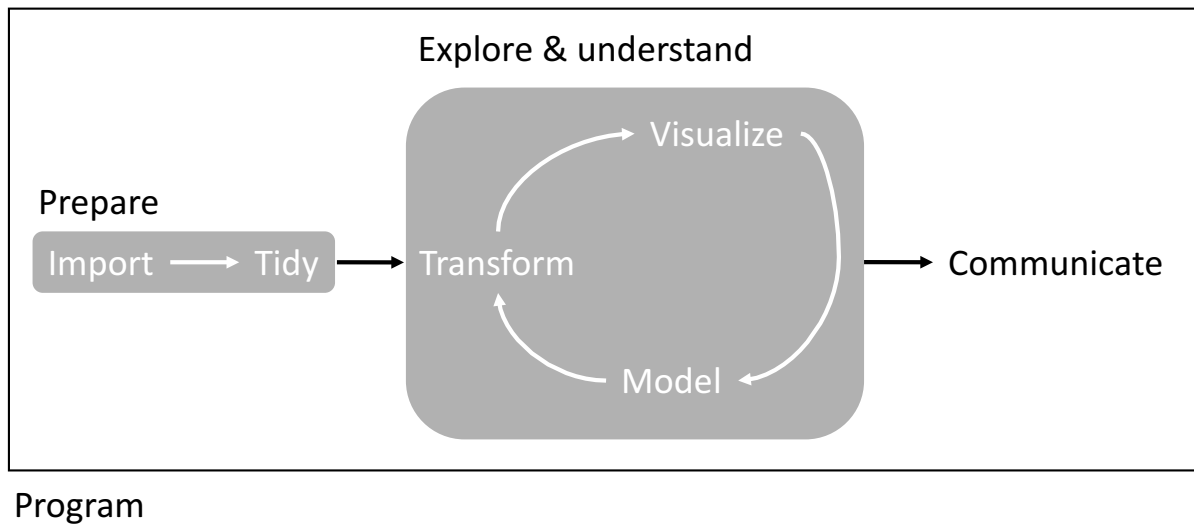 Explore & understand
Visualize
Prepare
Import
Tidy
Transform
Communicate
Model
Program